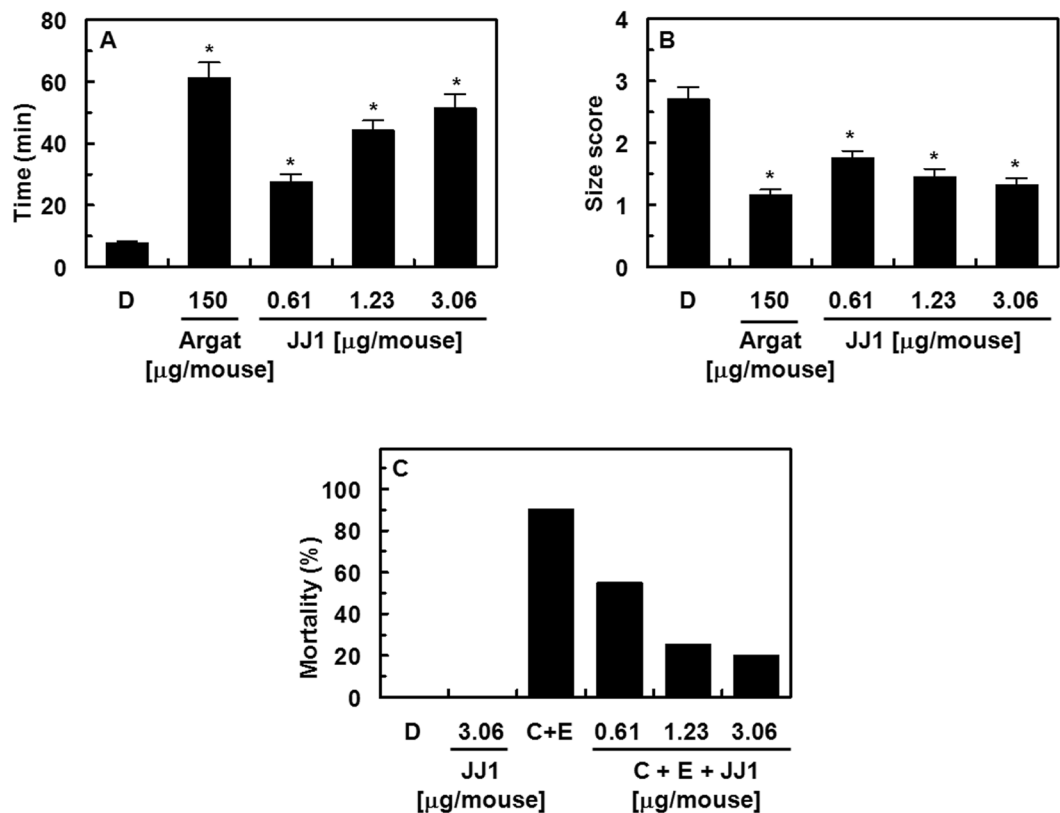 A
Time (min)
80
60
40
20
0
*
*
*
*
D 150 0.61 1.23 3.06
Argat JJ1 [μg/mouse]
[μg/mouse]
B
Size score
4
3
2
1
0
*
*
*
*
D 150 0.61 1.23 3.06
Argat JJ1 [μg/mouse]
[μg/mouse]
C
Mortality (%)
100
80
60
40
20
0
D 3.06 C+E 0.61 1.23 3.06
JJ1 C + E + JJ1
[μg/mouse] [μg/mouse]